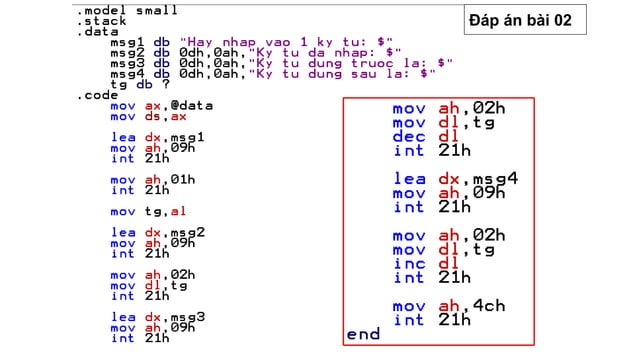 .model small
.stack
.data
msg1 db "Hay nhap vao 1 ky tu: $"
msg2 db 0dh,0ah,"Ky tu da nhap: $"
msg3 db 0dh,0ah,"Ky tu dung truoc la: $"
msg4 db 0dh,0ah,"Ky tu dung sau la: $"
tg db ?
.code
mov ax,@data
mov ds,ax
lea dx,msg1
mov ah,09h
int 21h
mov ah,01h
int 21h
mov tg,al
lea dx,msg2
mov ah,09h
int 21h
mov ah,02h
mov dl,tg
int 21h
lea dx,msg3
mov ah,09h
int 21h
Đáp án bài 02
mov ah,02h
mov dl,tg
dec dl
int 21h
lea dx,msg4
mov ah,09h
int 21h
mov ah,02h
mov dl,tg
inc dl
int 21h
mov ah,4ch
int 21h
end